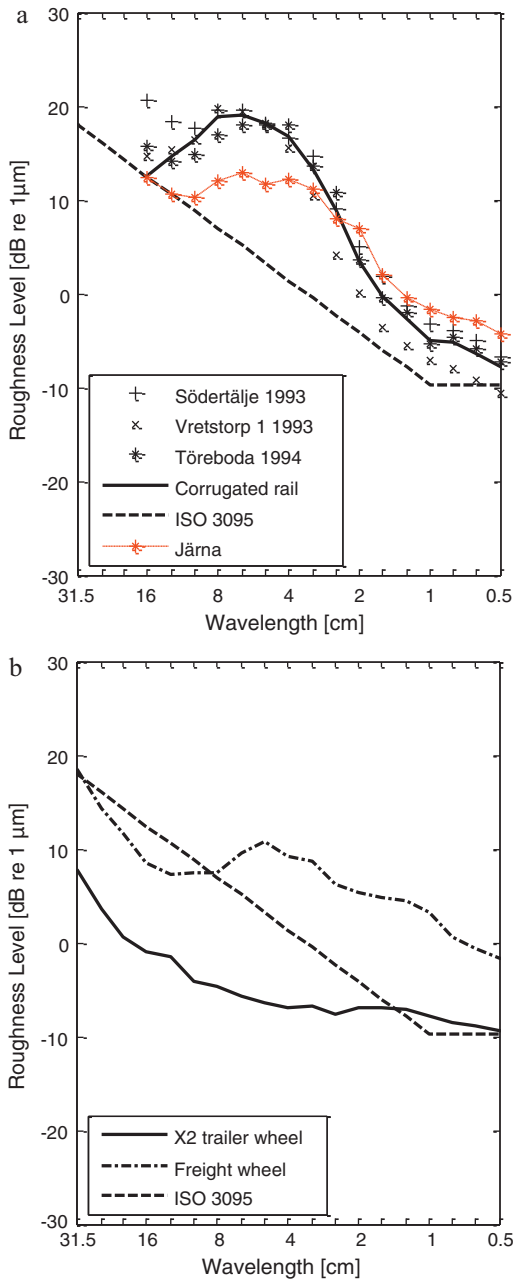 a
30
20
10
0
-10
-20
-30
Roughness Level [dB re 1μm]
Södertälje 1993
Vretstorp 1 1993
Töreboda 1994
Corrugated rail
ISO 3095
Järna
31.5 16 8 4 2 1 0.5
Wavelength [cm]
b
30
20
10
0
-10
-20
-30
Roughness Level [dB re 1 μm]
X2 trailer wheel
Freight wheel
ISO 3095
31.5 16 8 4 2 1 0.5
Wavelength [cm]